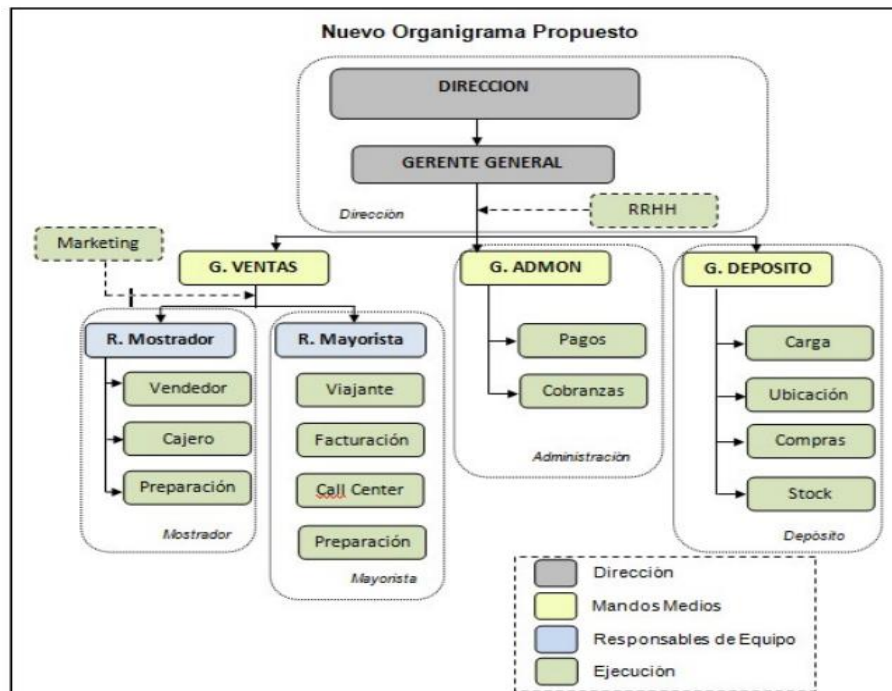 Nuevo Organigrama Propuesto
DIRECCION
GERENTE GENERAL
Dirección
RRHH
Marketing
G. VENTAS
G. ADMON
G. DEPOSITO
R. Mostrador
R. Mayorista
Vendedor
Cajero
Preparación
Mostrador
Viajante
Facturación
Call Center
Preparación
Mayorista
Pagos
Cobranzas
Administración
Carga
Ubicación
Compras
Stock
Depósito
Dirección
Mandos Medios
Responsables de Equipo
Ejecución